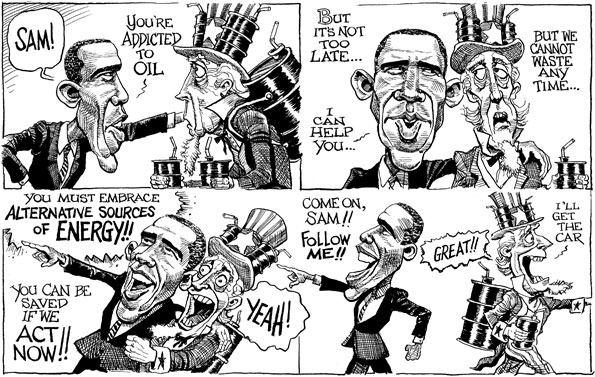 SAM!
YOU'RE
ADDICTED
TO
OIL
BUT
IT'S NOT
TOO
LATE...
I
CAN
HELP
YOU...
BUT WE
CANNOT
WASTE
ANY
TIME...
YOU MUST EMBRACE
ALTERNATIVE SOURCES
OF ENERGY!!
YOU CAN BE
SAVED
IF WE
ACT
NOW!!
YEAH!
COME ON,
SAM!!
FOLLOW
ME!!
GREAT!!
I'LL
GET THE
CAR